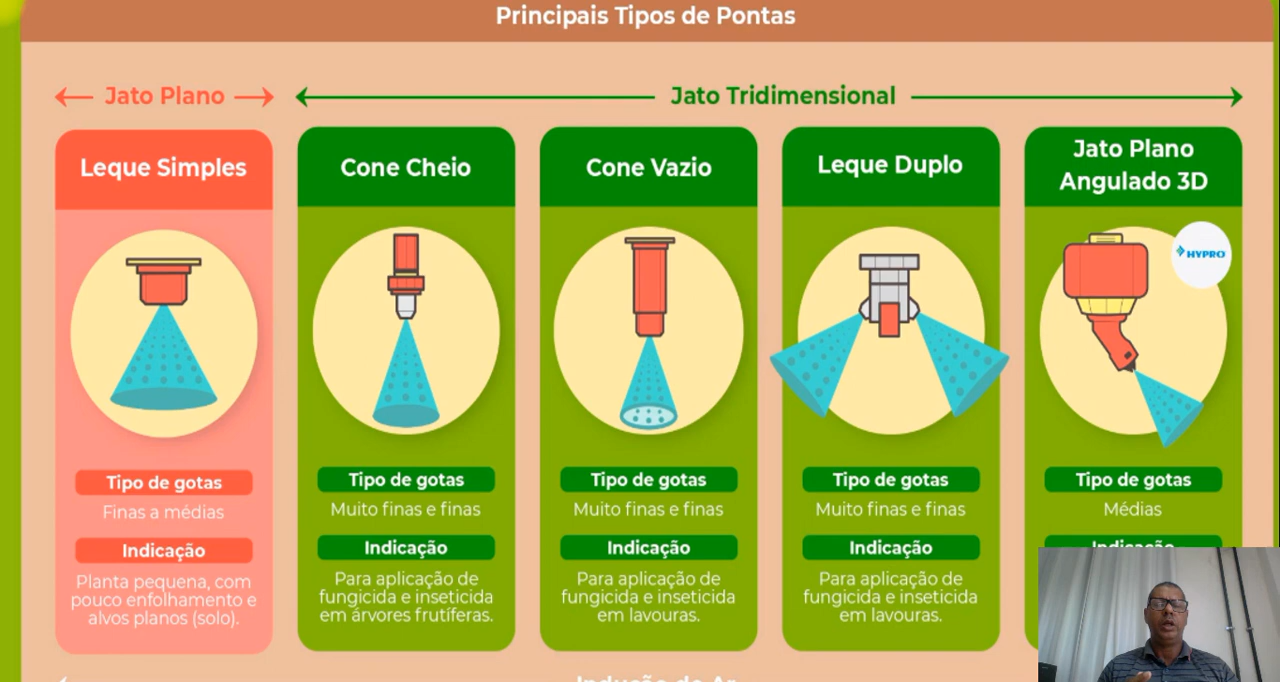 Principais Tipos de Pontas
Jato Plano
Jato Tridimensional
Leque Simples
Tipo de gotas
Finas a médias
Indicação
Planta pequena, com
pouco enfolhamento e
alvos planos (solo).
Cone Cheio
Tipo de gotas
Muito finas e finas
Indicação
Para aplicação de
fungicida e inseticida
em árvores frutíferas.
Cone Vazio
Tipo de gotas
Muito finas e finas
Indicação
Para aplicação de
fungicida e inseticida
em lavouras.
Leque Duplo
Tipo de gotas
Muito finas e finas
Indicação
Para aplicação de
fungicida e inseticida
em lavouras.
Jato Plano
Angulado 3D
HYPRO
Tipo de gotas
Médias
Indicação
Indução de Ar